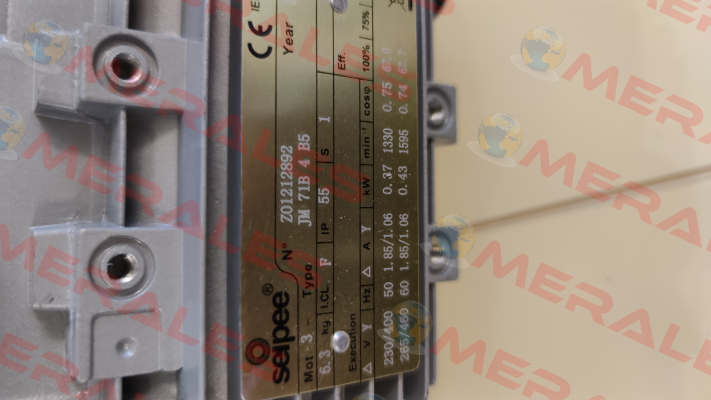 seipee®
N° Z01212892
CE Year
Mot 3 ~ Type JM 71B 4 B5
6.3 kg I.CL. F IP 55 S 1
Execution
Eff.
Δ V Y Hz Δ A Y kW min⁻¹ cosφ 100% 75%
230/400 50 1.85/1.06 0.37 1330 0.75
265/460 60 1.85/1.06 0.43 1595 0.74
MERALES